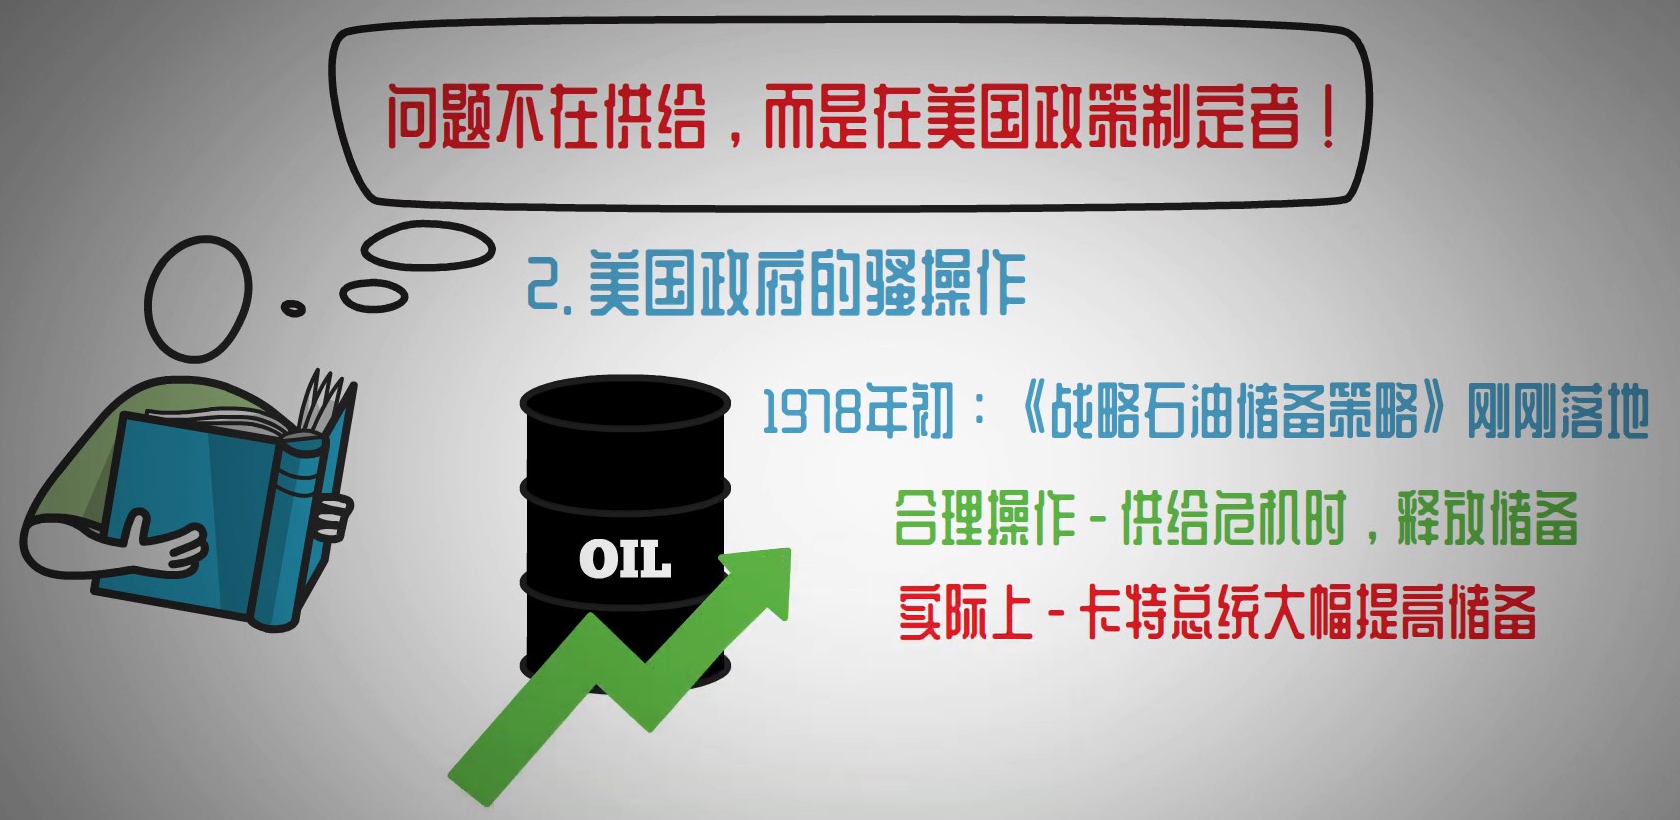 问题不在供给，而是在美国政策制定者！
2.美国政府的骚操作
1978年初：《战略石油储备策略》刚刚落地
合理操作-供给危机时，释放储备
OIL
实际上-卡特总统大幅提高储备